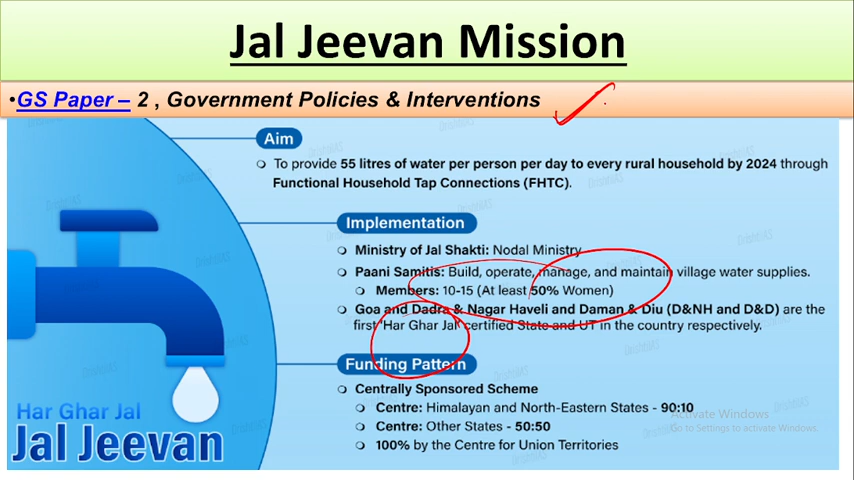 Jal Jeevan Mission
•GS Paper – 2 , Government Policies & Interventions
Aim
To provide 55 litres of water per person per day to every rural household by 2024 through
Functional Household Tap Connections (FHTC).
Implementation
Ministry of Jal Shakti: Nodal Ministry
Paani Samitis: Build, operate, manage, and maintain village water supplies.
Members: 10-15 (At least 50% Women)
Goa and Dadra & Nagar Haveli and Daman & Diu (D&NH and D&D) are the
first 'Har Ghar Jal' certified State and UT in the country respectively.
Funding Pattern
Centrally Sponsored Scheme
Centre: Himalayan and North-Eastern States - 90:10
Centre: Other States - 50:50
100% by the Centre for Union Territories
Har Ghar Jal
Jal Jeevan
Activate Windows
Go to Settings to activate Windows.